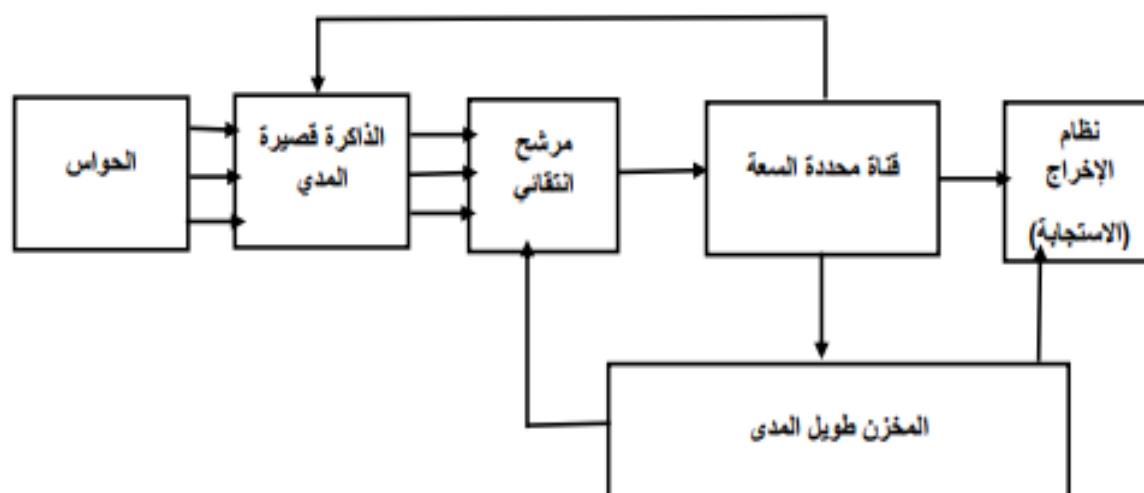 الحواس
الذاكرة قصيرة
المدي
مرشح
انتقائي
قناة محددة السعة
نظام
الإخراج
(الاستجابة)
المخزن طويل المدى